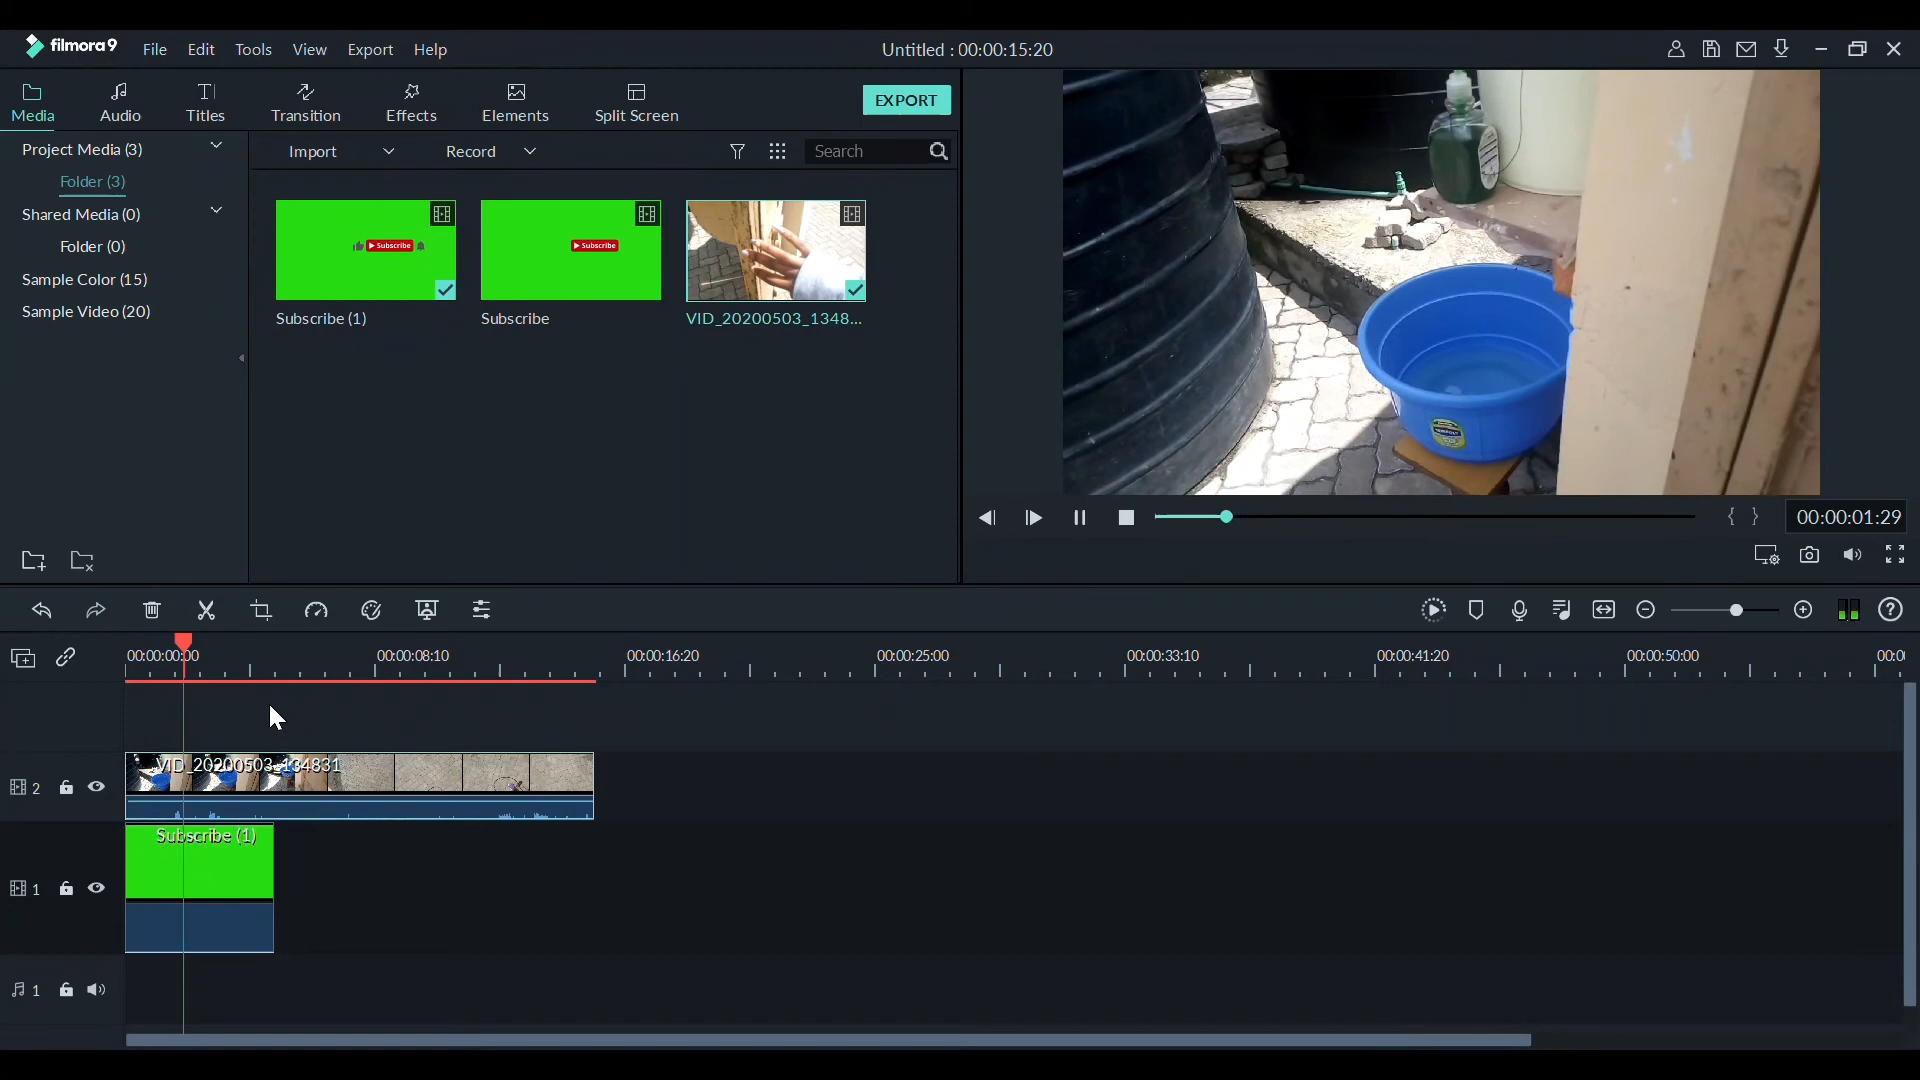 filmora9 File Edit Tools View Export Help Untitled : 00:00:15:20
Media Audio Titles Transition Effects Elements Split Screen EXPORT
Project Media (3)
Folder (3)
Shared Media (0)
Folder (0)
Sample Color (15)
Sample Video (20)
Import Record Search
Subscribe Subscribe
Subscribe (1) Subscribe VID_20200503_1348...
00:00:01:29
00:00:00:00 00:00:08:10 00:00:16:20 00:00:25:00 00:00:33:10 00:00:41:20 00:00:50:00 00:0
VID_20200503_134831
2
Subscribe (1)
1
1